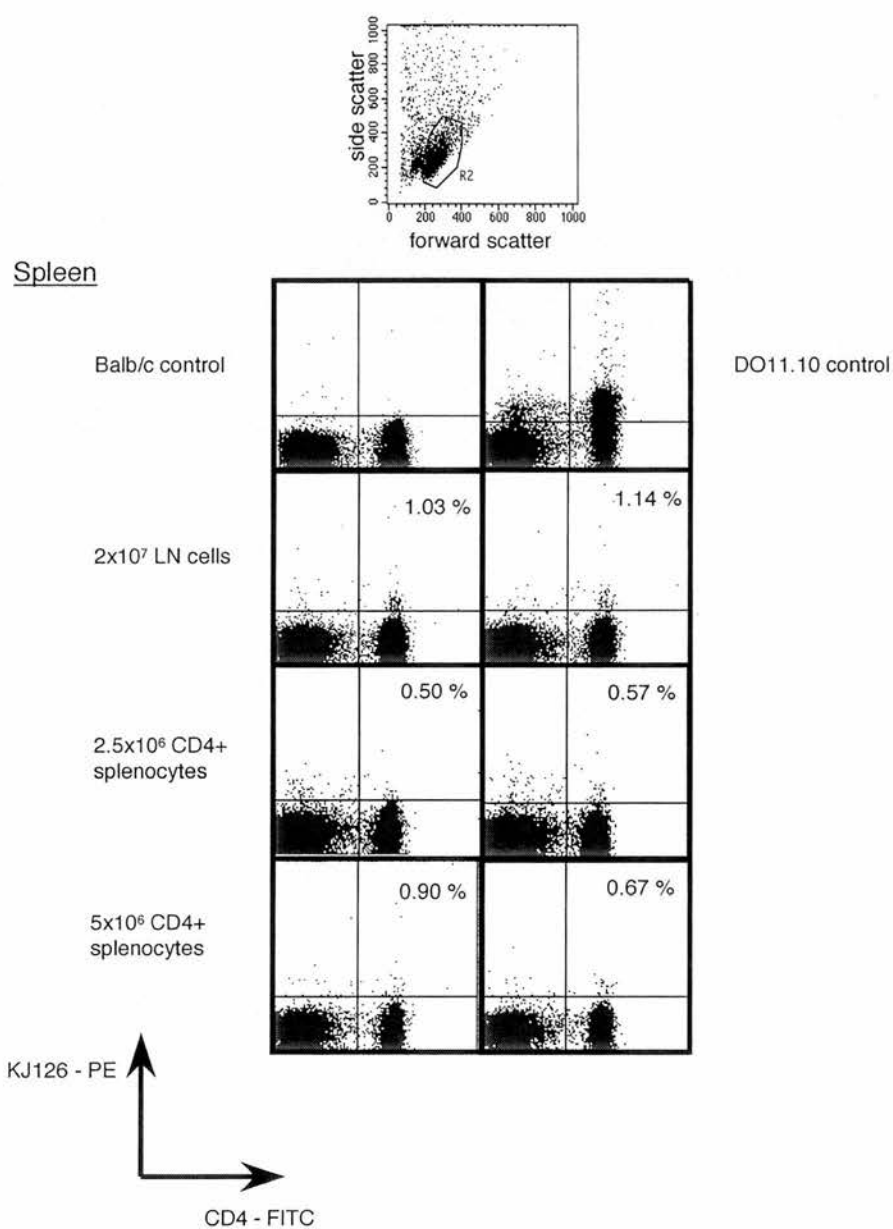 side scatter
1000
800
600
400
200
0
R2
0 200 400 600 800 1000
forward scatter
Spleen
Balb/c control
DO11.10 control
1.03 %
1.14 %
2x10⁷ LN cells
0.50 %
0.57 %
2.5x10⁶ CD4+
splenocytes
0.90 %
0.67 %
5x10⁶ CD4+
splenocytes
KJ126 - PE
CD4 - FITC